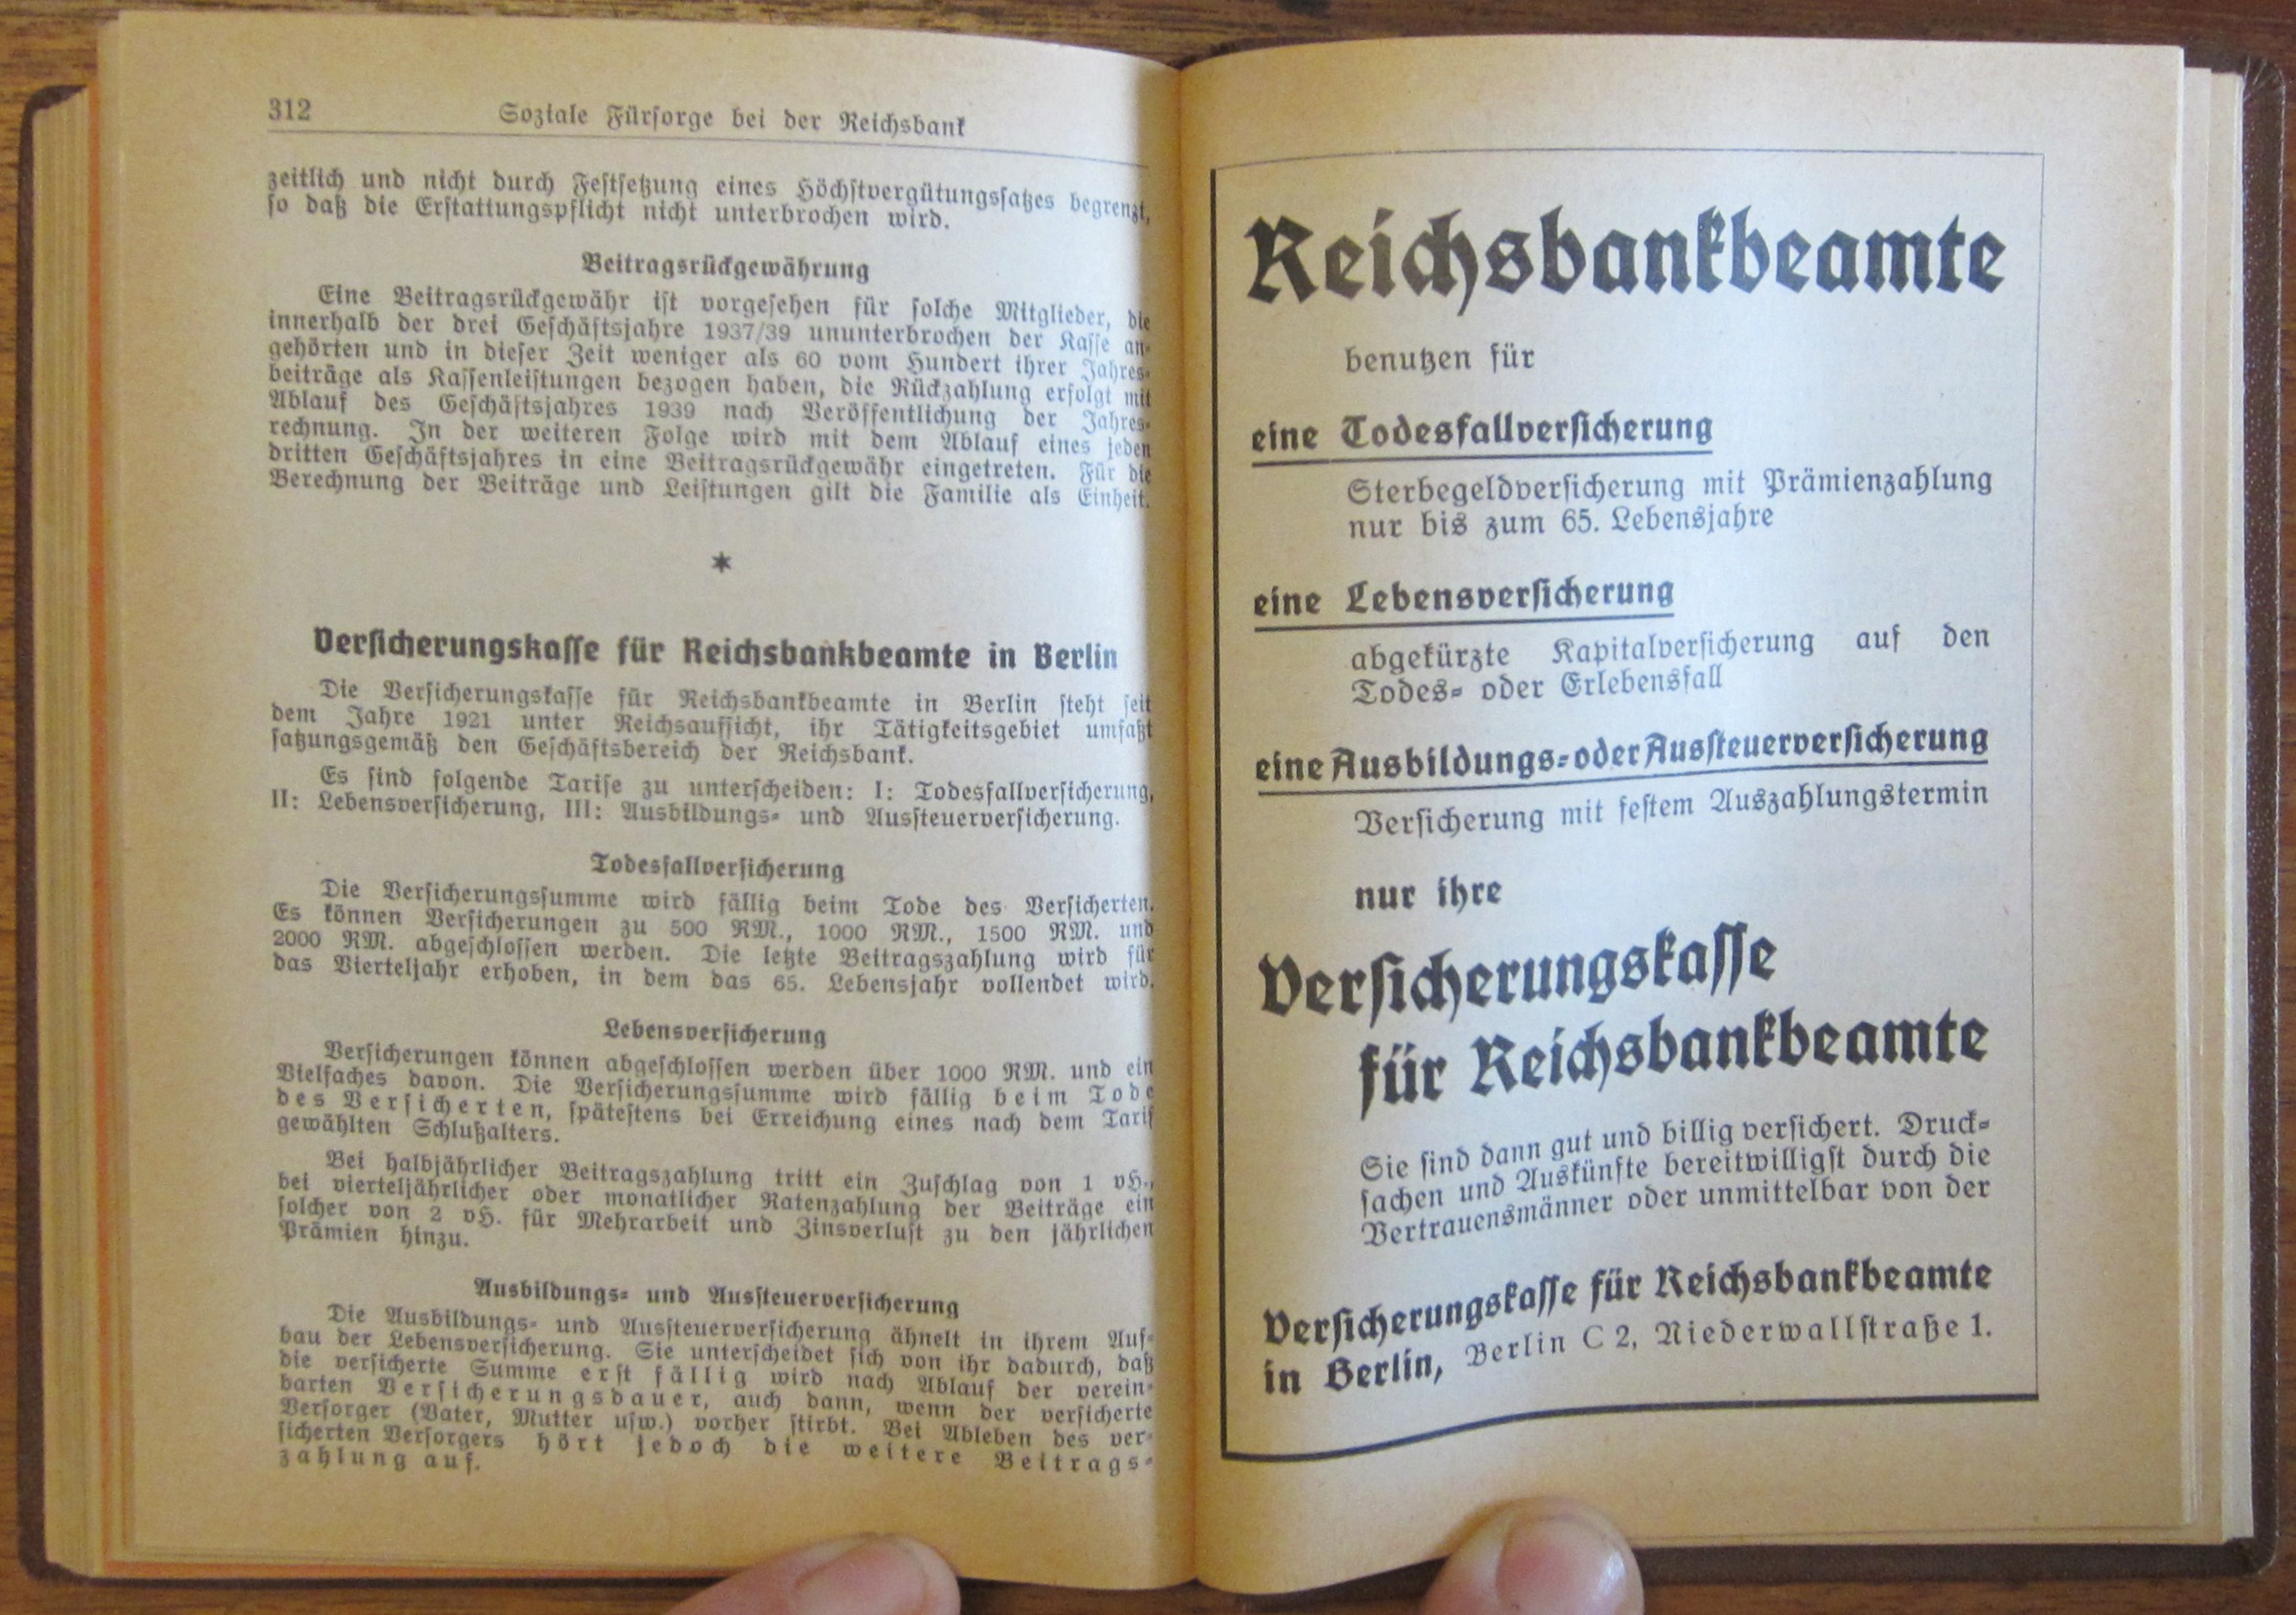 312
Soziale Fürsorge bei der Reichsbank
zeitlich und nicht durch Festsetzung eines Höchstvergütungssatzes begrenzt,
so daß die Erstattungspflicht nicht unterbrochen wird.
Beitragsrückgewährung
Eine Beitragsrückgewähr ist vorgesehen für solche Mitglieder, die
innerhalb der drei Geschäftsjahre 1937/39 ununterbrochen der Kasse an-
gehörten und in dieser Zeit weniger als 60 vom Hundert ihrer Jahres-
beiträge als Kassenleistungen bezogen haben, die Rückzahlung erfolgt mit
Ablauf des Geschäftsjahres 1939 nach Veröffentlichung der Jahres-
rechnung. In der weiteren Folge wird mit dem Ablauf eines jeden
dritten Geschäftsjahres in eine Beitragsrückgewähr eingetreten. Für die
Berechnung der Beiträge und Leistungen gilt die Familie als Einheit.
*
Versicherungskasse für Reichsbankbeamte in Berlin
Die Versicherungskasse für Reichsbankbeamte in Berlin steht seit
dem Jahre 1921 unter Reichsaufsicht, ihr Tätigkeitsgebiet umfaßt
satzungsgemäß den Geschäftsbereich der Reichsbank.
Es sind folgende Tarife zu unterscheiden: I: Todesfallversicherung,
II: Lebensversicherung, III: Ausbildungs- und Aussteuerversicherung.
Todesfallversicherung
Die Versicherungssumme wird fällig beim Tode des Versicherten.
Es können Versicherungen zu 500 RM., 1000 RM., 1500 RM. und
2000 RM. abgeschlossen werden. Die letzte Beitragszahlung wird für
das Vierteljahr erhoben, in dem das 65. Lebensjahr vollendet wird.
Lebensversicherung
Versicherungen können abgeschlossen werden über 1000 RM. und ein
Vielfaches davon. Die Versicherungssumme wird fällig beim Tode
des Versicherten, spätestens bei Erreichung eines nach dem Tarif
gewählten Schlußalters.
Bei halbjährlicher Beitragszahlung tritt ein Zuschlag von 1 vH.,
bei vierteljährlicher oder monatlicher Ratenzahlung der Beiträge ein
solcher von 2 vH. für Mehrarbeit und Zinsverlust zu den jährlichen
Prämien hinzu.
Ausbildungs- und Aussteuerversicherung
Die Ausbildungs- und Aussteuerversicherung ähnelt in ihrem Auf-
bau der Lebensversicherung. Sie unterscheidet sich von ihr dadurch, daß
die versicherte Summe erst fällig wird nach Ablauf der verein-
barten Versicherungsdauer, auch dann, wenn der versicherte
Versorger (Vater, Mutter usw.) vorher stirbt. Bei Ableben des ver-
sicherten Versorgers hört jedoch die weitere Beitrags-
zahlung auf.
Reichsbankbeamte
benutzen für
eine Todesfallversicherung
Sterbegeldversicherung mit Prämienzahlung
nur bis zum 65. Lebensjahre
eine Lebensversicherung
abgekürzte Kapitalversicherung auf den
Todes- oder Erlebensfall
eine Ausbildungs- oder Aussteuerversicherung
Versicherung mit festem Auszahlungstermin
nur ihre
Versicherungskasse
für Reichsbankbeamte
Sie sind dann gut und billig versichert. Druck-
sachen und Auskünfte bereitwilligst durch die
Vertrauensmänner oder unmittelbar von der
Versicherungskasse für Reichsbankbeamte
in Berlin, Berlin C 2, Niederwallstraße 1.